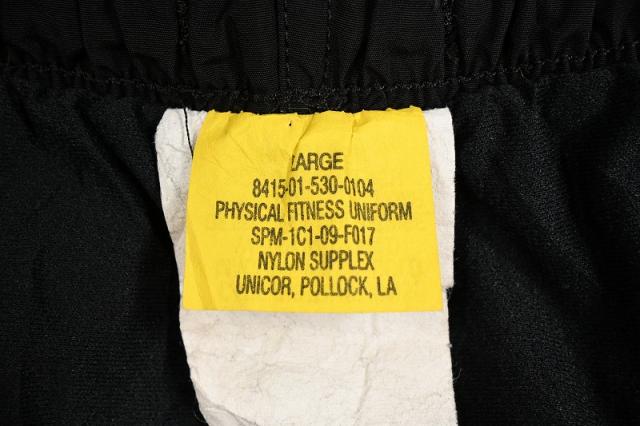 LARGE
8415-01-530-0104
PHYSICAL FITNESS UNIFORM
SPM-1C1-09-F017
NYLON SUPPLEX
UNICOR, POLLOCK, LA